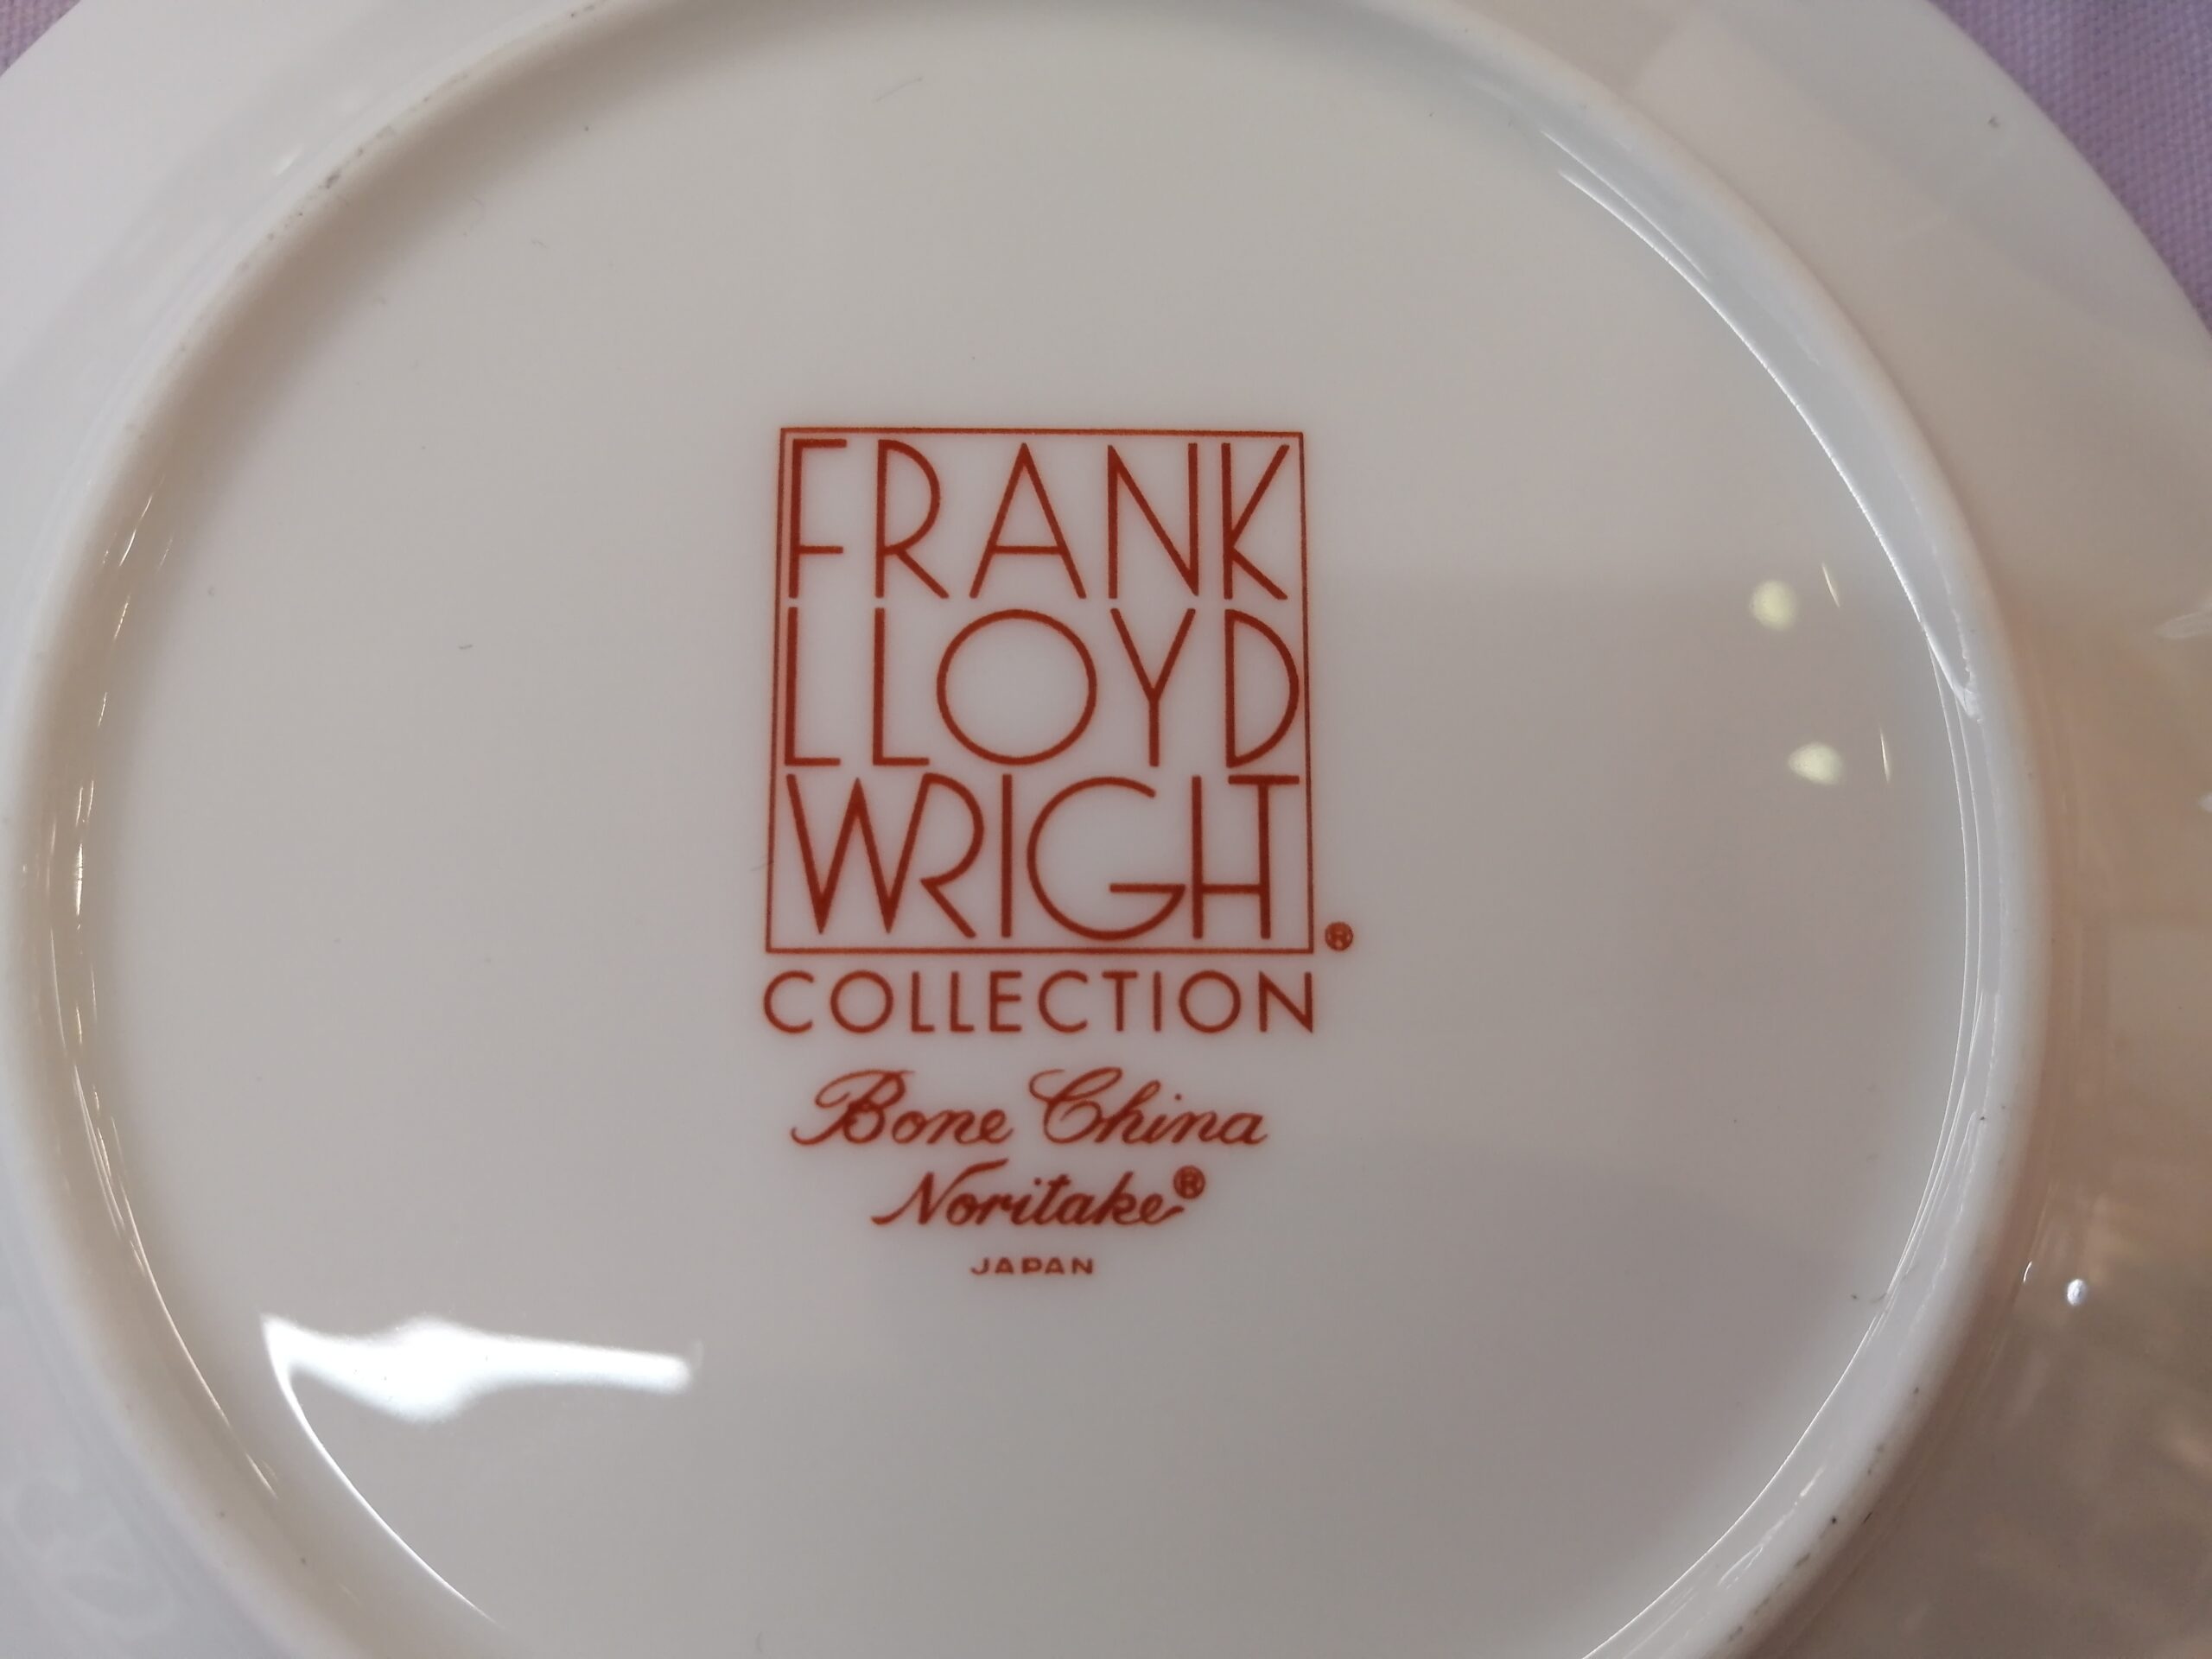 FRANK
LLOYD
WRIGHT®
COLLECTION
Bone China
Noritake®
JAPAN